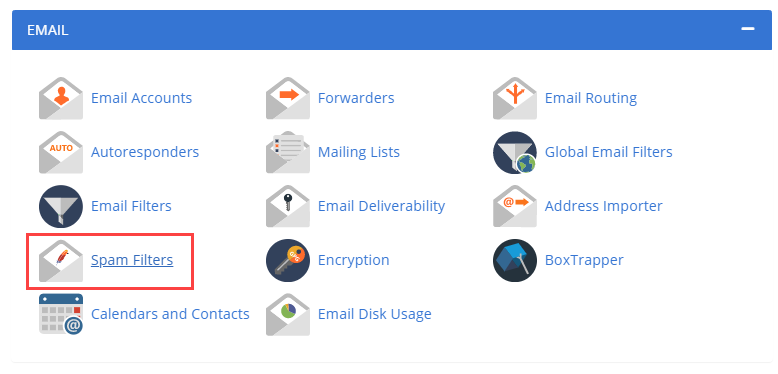 EMAIL
Email Accounts
Forwarders
Email Routing
AUTO
Autoresponders
Mailing Lists
Global Email Filters
Email Filters
Email Deliverability
@
Address Importer
Spam Filters
Encryption
BoxTrapper
@
Calendars and Contacts
Email Disk Usage